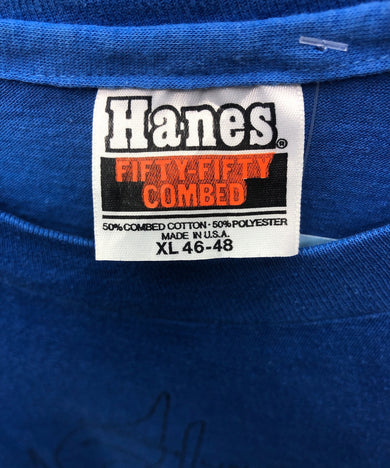 Hanes®
FIFTY-FIFTY
COMBED
50% COMBED COTTON · 50% POLYESTER
MADE IN U.S.A.
XL 46-48